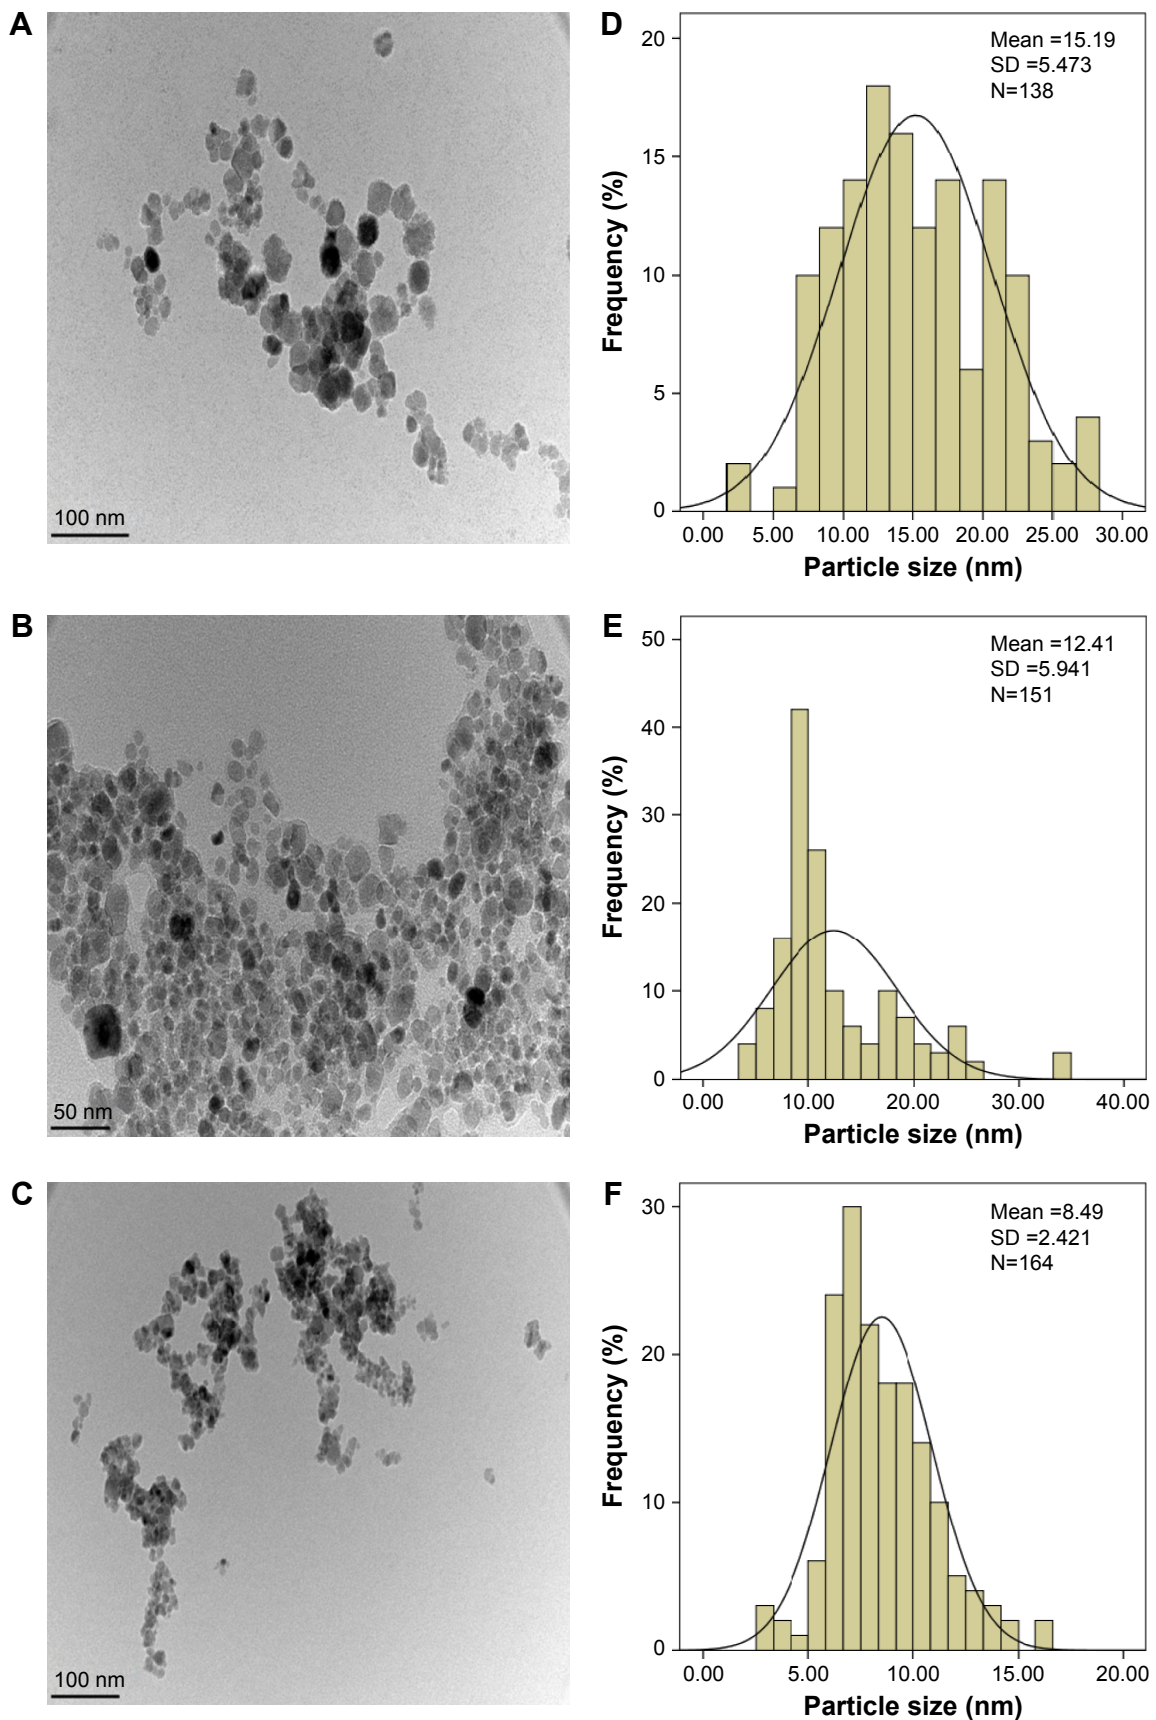 A
100 nm
D
Mean =15.19
SD =5.473
N=138
Frequency (%)
20
15
10
5
0
0.00 5.00 10.00 15.00 20.00 25.00 30.00
Particle size (nm)
B
50 nm
E
Mean =12.41
SD =5.941
N=151
Frequency (%)
50
40
30
20
10
0
0.00 10.00 20.00 30.00 40.00
Particle size (nm)
C
100 nm
F
Mean =8.49
SD =2.421
N=164
Frequency (%)
30
20
10
0
0.00 5.00 10.00 15.00 20.00
Particle size (nm)